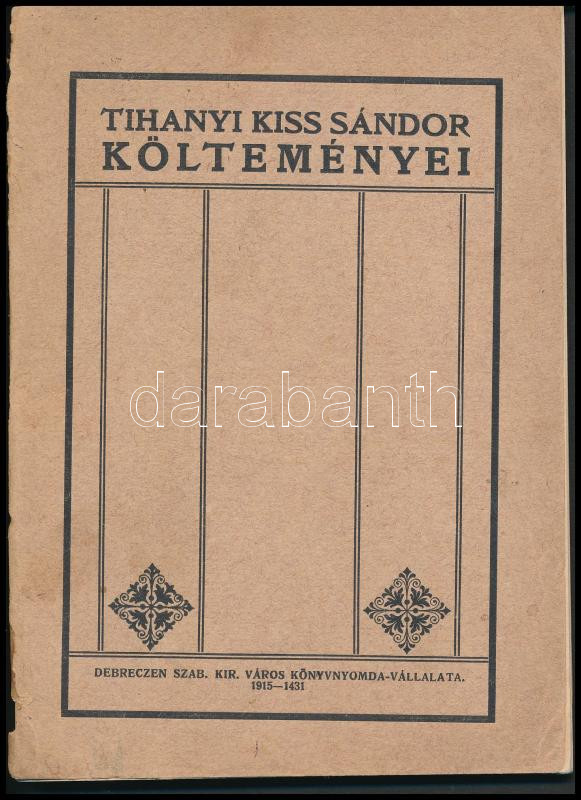 TIHANYI KISS SÁNDOR
KÖLTEMÉNYEI
darabanth
DEBRECZEN SZAB. KIR. VÁROS KÖNYVNYOMDA-VÁLLALATA.
1915—1431